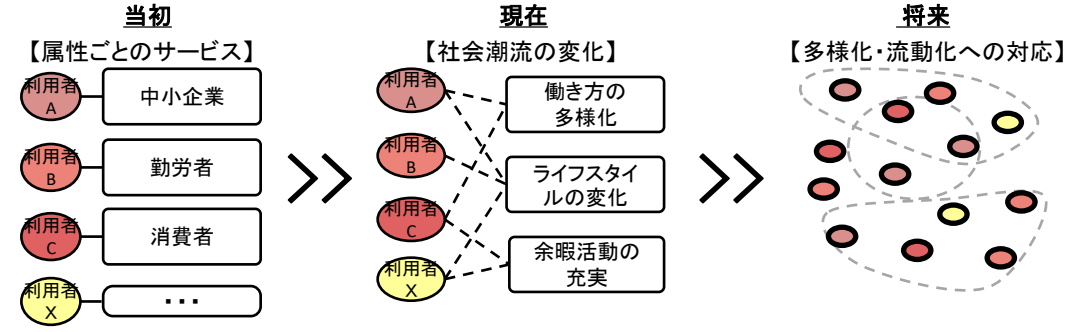 当初
【属性ごとのサービス】
利用者
A
中小企業
利用者
B
勤労者
利用者
C
消費者
利用者
X
・・・
現在
【社会潮流の変化】
利用者
A
利用者
B
利用者
C
利用者
X
働き方の
多様化
ライフスタイ
ルの変化
余暇活動の
充実
将来
【多様化・流動化への対応】